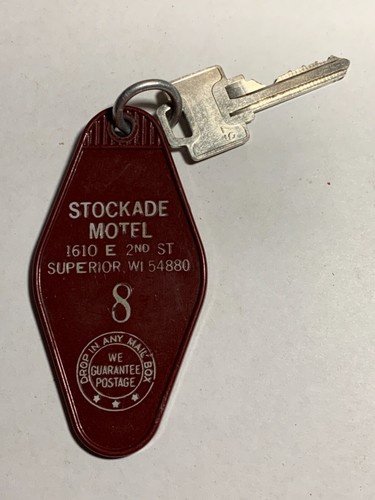 STOCKADE
MOTEL
1610 E 2ND ST
SUPERIOR, WI 54880
8
DROP IN ANY MAIL BOX
WE
GUARANTEE
POSTAGE